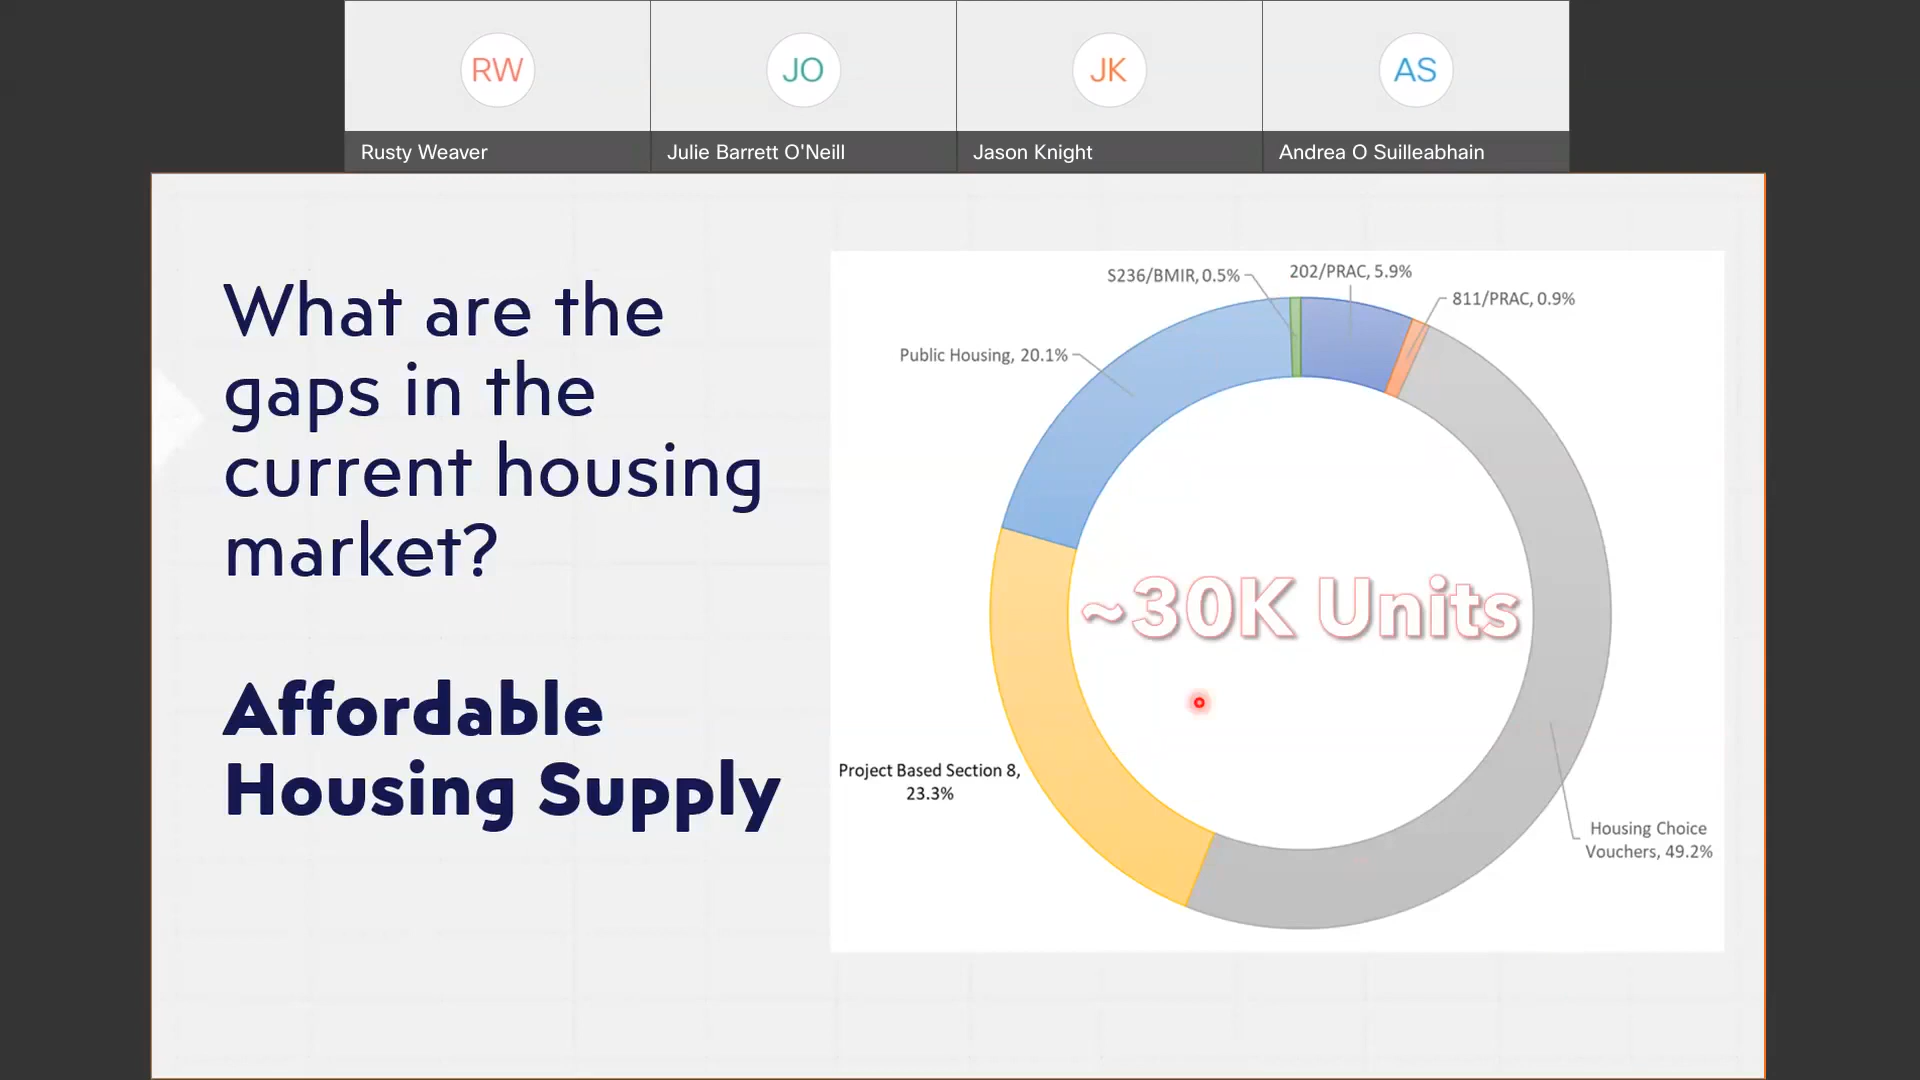 RW
JO
JK
AS
Rusty Weaver
Julie Barrett O'Neill
Jason Knight
Andrea O Suilleabhain
What are the
gaps in the
current housing
market?
Affordable
Housing Supply
S236/BMIR, 0.5%
202/PRAC, 5.9%
811/PRAC, 0.9%
Public Housing, 20.1%
~30K Units
Project Based Section 8,
23.3%
Housing Choice
Vouchers, 49.2%